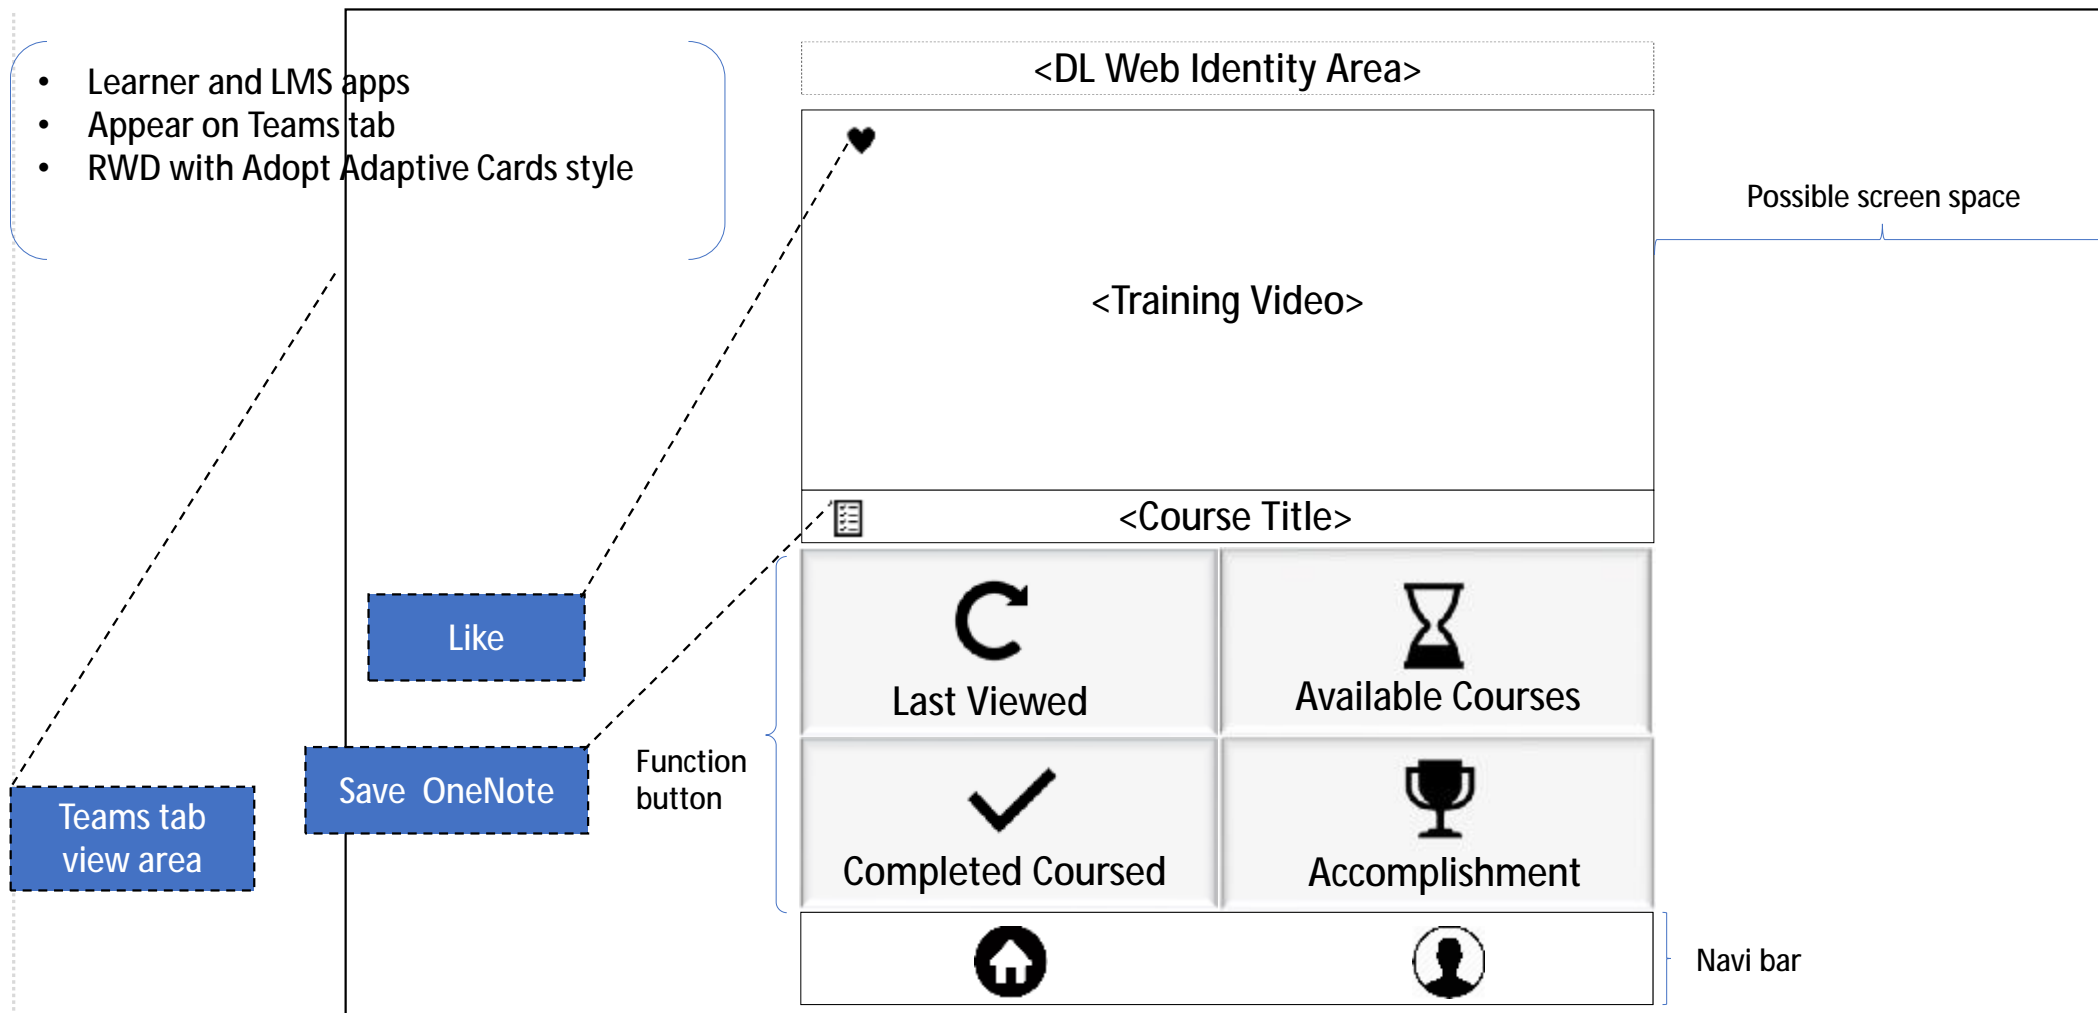 • Learner and LMS apps
• Appear on Teams tab
• RWD with Adopt Adaptive Cards style
<DL Web Identity Area>
<Training Video>
Possible screen space
<Course Title>
Like
Save OneNote
Teams tab
view area
Function
button
Last Viewed
Available Courses
Completed Coursed
Accomplishment
Navi bar